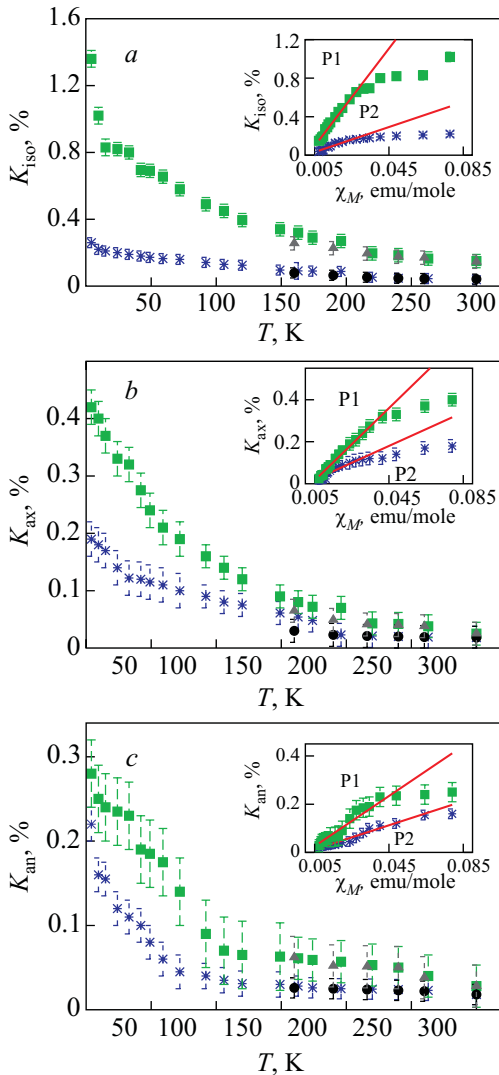 a
K_iso, %
1.6
1.2
0.8
0.4
0
50 100 150 200 250 300
T, K
P1
P2
K_iso, %
1.2
0.8
0.4
0
0.005 0.045 0.085
χ_M, emu/mole
b
K_ax, %
0.4
0.3
0.2
0.1
0
50 100 150 200 250 300
T, K
P1
P2
K_ax, %
0.4
0.2
0
0.005 0.045 0.085
χ_M, emu/mole
c
K_an, %
0.3
0.2
0.1
0
50 100 150 200 250 300
T, K
P1
P2
K_an, %
0.4
0.2
0
0.005 0.045 0.085
χ_M, emu/mole